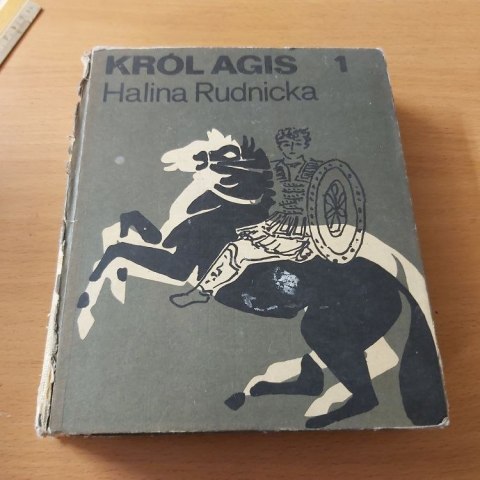 KRÓL AGIS 1
Halina Rudnicka